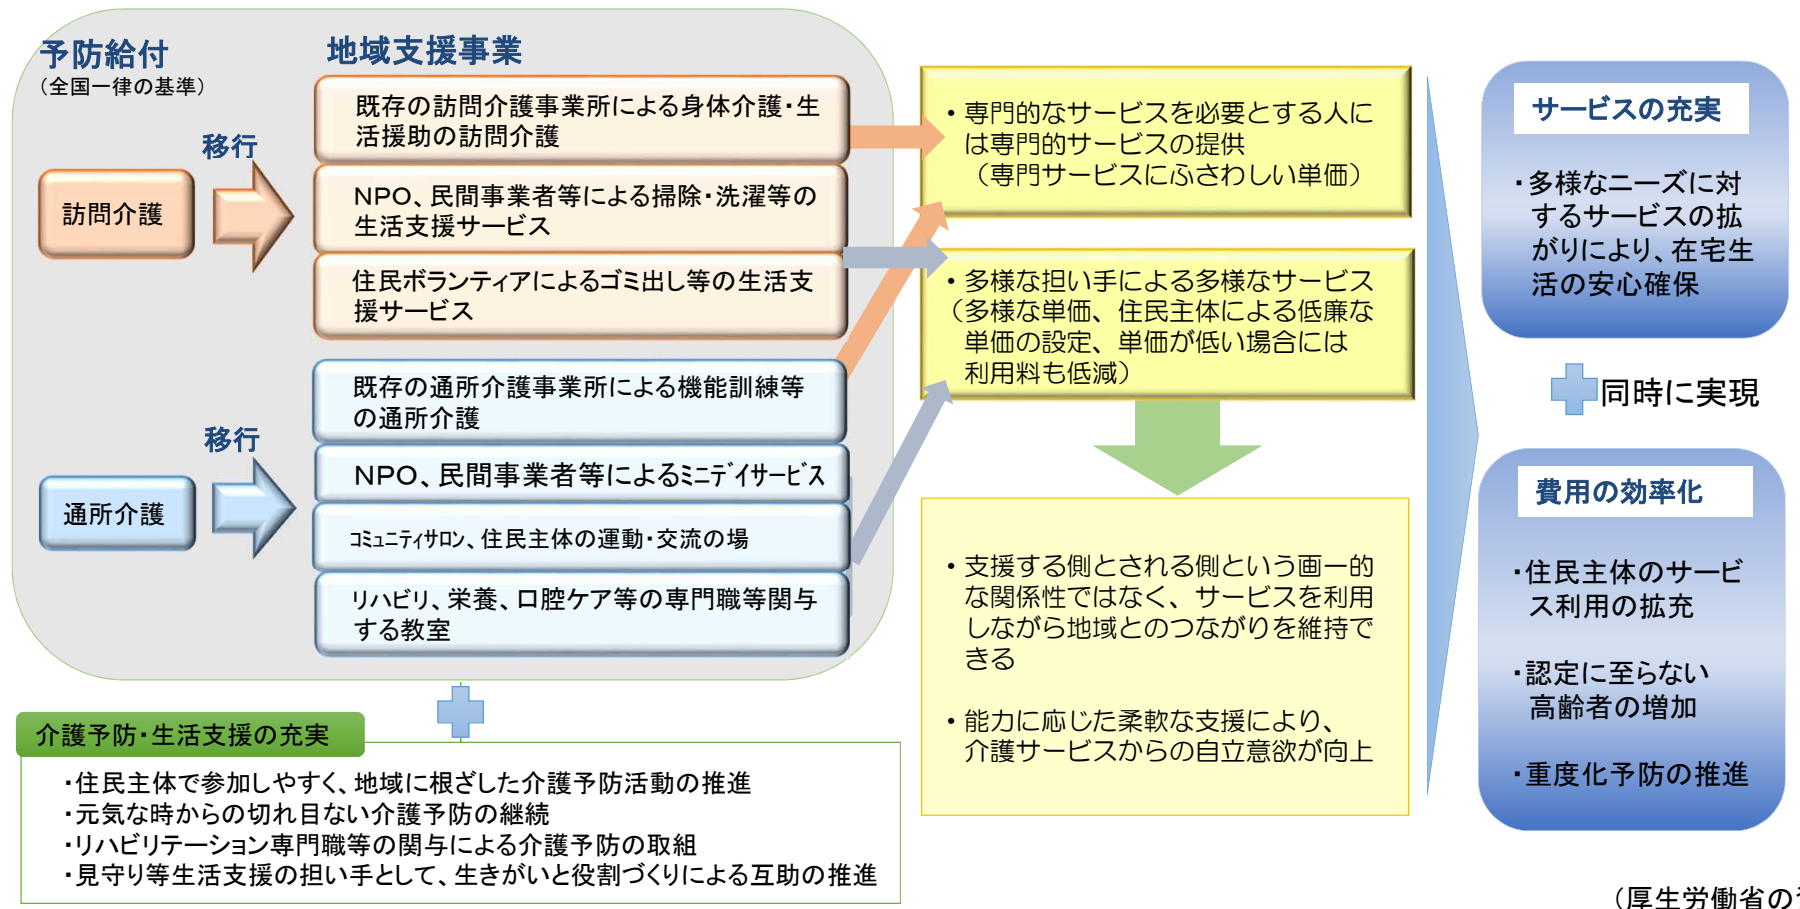 予防給付
(全国一律の基準)
地域支援事業
移行
訪問介護
既存の訪問介護事業所による身体介護・生
活援助の訪問介護
NPO、民間事業者等による掃除・洗濯等の
生活支援サービス
住民ボランティアによるゴミ出し等の生活支
援サービス
移行
通所介護
既存の通所介護事業所による機能訓練等
の通所介護
NPO、民間事業者等によるミニデイサービス
コミュニティサロン、住民主体の運動・交流の場
リハビリ、栄養、口腔ケア等の専門職等関与
する教室
介護予防・生活支援の充実
・住民主体で参加しやすく、地域に根ざした介護予防活動の推進
・元気な時からの切れ目ない介護予防の継続
・リハビリテーション専門職等の関与による介護予防の取組
・見守り等生活支援の担い手として、生きがいと役割づくりによる互助の推進
・専門的なサービスを必要とする人に
は専門的サービスの提供
(専門サービスにふさわしい単価)
・多様な担い手による多様なサービス
(多様な単価、住民主体による低廉な
単価の設定、単価が低い場合には
利用料も低減)
・支援する側とされる側という画一的
な関係性ではなく、サービスを利用
しながら地域とのつながりを維持で
きる
・能力に応じた柔軟な支援により、
介護サービスからの自立意欲が向上
サービスの充実
・多様なニーズに対
するサービスの拡
がりにより、在宅生
活の安心確保
同時に実現
費用の効率化
・住民主体のサービ
ス利用の拡充
・認定に至らない
高齢者の増加
・重度化予防の推進
(厚生労働省の